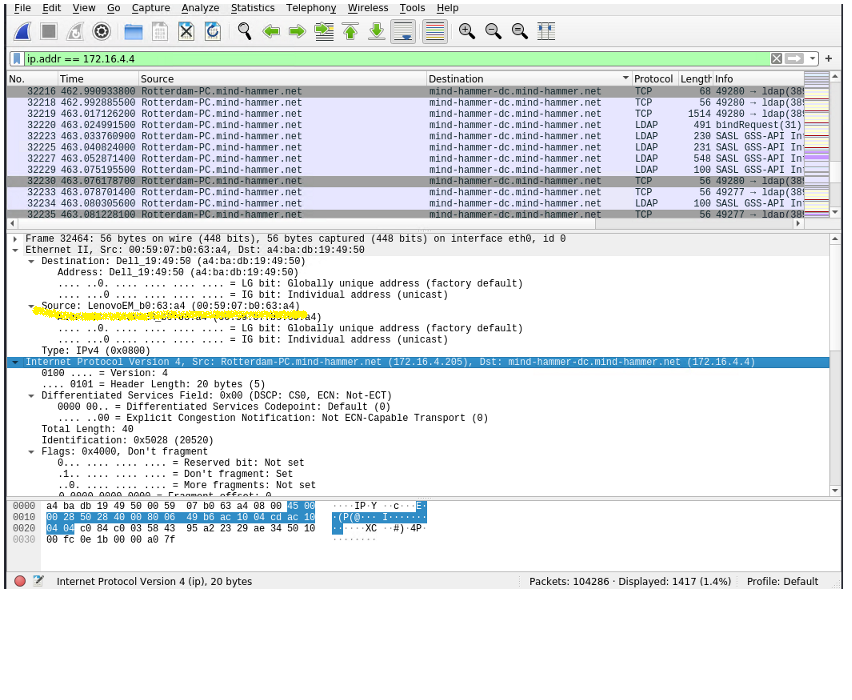 File Edit View Go Capture Analyze Statistics Telephony Wireless Tools Help
ip.addr == 172.16.4.4
No. Time Source Destination Protocol Length Info
32216 462.990933800 Rotterdam-PC.mind-hammer.net mind-hammer-dc.mind-hammer.net TCP 68 49280 → ldap(389
32218 462.992885500 Rotterdam-PC.mind-hammer.net mind-hammer-dc.mind-hammer.net TCP 56 49280 → ldap(389
32219 463.017126200 Rotterdam-PC.mind-hammer.net mind-hammer-dc.mind-hammer.net TCP 1514 49280 → ldap(389
32220 463.024991500 Rotterdam-PC.mind-hammer.net mind-hammer-dc.mind-hammer.net LDAP 491 bindRequest(31)
32223 463.033760900 Rotterdam-PC.mind-hammer.net mind-hammer-dc.mind-hammer.net LDAP 230 SASL GSS-API In
32225 463.040824000 Rotterdam-PC.mind-hammer.net mind-hammer-dc.mind-hammer.net LDAP 231 SASL GSS-API In
32227 463.052871400 Rotterdam-PC.mind-hammer.net mind-hammer-dc.mind-hammer.net LDAP 548 SASL GSS-API In
32229 463.075195500 Rotterdam-PC.mind-hammer.net mind-hammer-dc.mind-hammer.net LDAP 100 SASL GSS-API In
32230 463.076178700 Rotterdam-PC.mind-hammer.net mind-hammer-dc.mind-hammer.net TCP 56 49280 → ldap(389
32233 463.078701000 Rotterdam-PC.mind-hammer.net mind-hammer-dc.mind-hammer.net TCP 56 49277 → ldap(389
32234 463.080305600 Rotterdam-PC.mind-hammer.net mind-hammer-dc.mind-hammer.net LDAP 100 SASL GSS-API In
32235 463.081228100 Rotterdam-PC.mind-hammer.net mind-hammer-dc.mind-hammer.net TCP 56 49277 → ldap(389
Frame 32464: 56 bytes on wire (448 bits), 56 bytes captured (448 bits) on interface eth0, id 0
Ethernet II, Src: 00:59:07:b0:63:a4, Dst: a4:ba:db:19:49:50
Destination: Dell_19:49:50 (a4:ba:db:19:49:50)
Address: Dell_19:49:50 (a4:ba:db:19:49:50)
.... ..0. .... .... .... .... = LG bit: Globally unique address (factory default)
.... ...0 .... .... .... .... = IG bit: Individual address (unicast)
Source: LenovoEM_b0:63:a4 (00:59:07:b0:63:a4)
.... ..0. .... .... .... .... = LG bit: Globally unique address (factory default)
.... ...0 .... .... .... .... = IG bit: Individual address (unicast)
Type: IPv4 (0x0800)
Internet Protocol Version 4, Src: Rotterdam-PC.mind-hammer.net (172.16.4.205), Dst: mind-hammer-dc.mind-hammer.net (172.16.4.4)
0100 .... = Version: 4
.... 0101 = Header Length: 20 bytes (5)
Differentiated Services Field: 0x00 (DSCP: CS0, ECN: Not-ECT)
0000 00.. = Differentiated Services Codepoint: Default (0)
.... ..00 = Explicit Congestion Notification: Not ECN-Capable Transport (0)
Total Length: 40
Identification: 0x5028 (20520)
Flags: 0x4000, Don't fragment
0... .... .... .... = Reserved bit: Not set
.1.. .... .... .... = Don't fragment: Set
..0. .... .... .... = More fragments: Not set
0000 a4 ba db 19 49 50 00 59 07 b0 63 a4 08 00 45 00 ····IP·Y ··c···E·
0010 00 28 50 28 40 00 80 06 49 b6 ac 10 04 cd ac 10 ·(P(@··· I·······
0020 04 04 c0 84 c0 03 58 43 95 a2 23 29 ae 34 50 10 ······XC ··#)·4P·
0030 00 fc 0e 1b 00 00 a0 7f ········
Internet Protocol Version 4 (ip), 20 bytes Packets: 104286 · Displayed: 1417 (1.4%) Profile: Default